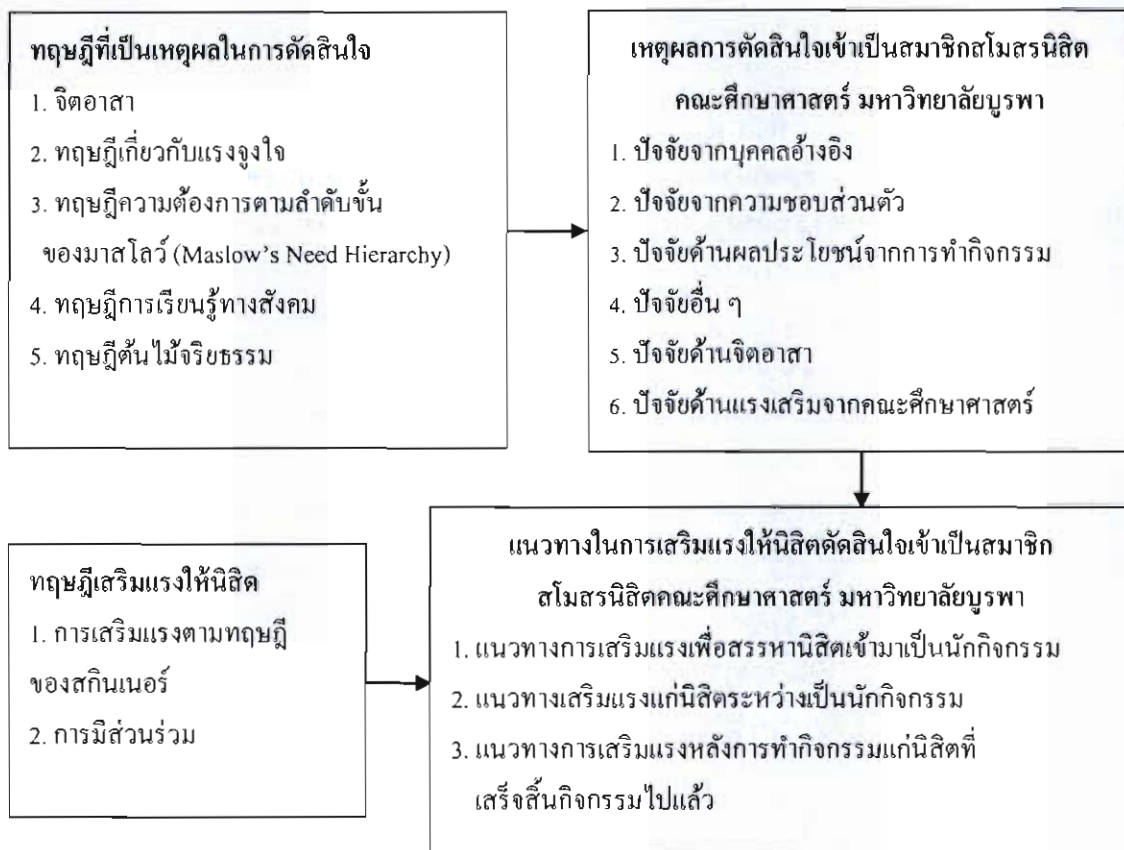 ทฤษฎีที่เป็นเหตุผลในการตัดสินใจ
1. จิตอาสา
2. ทฤษฎีเกี่ยวกับแรงจูงใจ
3. ทฤษฎีความต้องการตามลำดับขั้น
ของมาสโลว์ (Maslow's Need Hierarchy)
4. ทฤษฎีการเรียนรู้ทางสังคม
5. ทฤษฎีต้นไม้จริยธรรม
เหตุผลการตัดสินใจเข้าเป็นสมาชิกสโมสรนิสิต
คณะศึกษาศาสตร์ มหาวิทยาลัยบูรพา
1. ปัจจัยจากบุคคลอ้างอิง
2. ปัจจัยจากความชอบส่วนตัว
3. ปัจจัยด้านผลประโยชน์จากการทำกิจกรรม
4. ปัจจัยอื่น ๆ
5. ปัจจัยด้านจิตอาสา
6. ปัจจัยด้านแรงเสริมจากคณะศึกษาศาสตร์
ทฤษฎีเสริมแรงให้นิสิต
1. การเสริมแรงตามทฤษฎี
ของสกินเนอร์
2. การมีส่วนร่วม
แนวทางในการเสริมแรงให้นิสิตตัดสินใจเข้าเป็นสมาชิก
สโมสรนิสิตคณะศึกษาศาสตร์ มหาวิทยาลัยบูรพา
1. แนวทางการเสริมแรงเพื่อสรรหานิสิตเข้ามาเป็นนักกิจกรรม
2. แนวทางเสริมแรงแก่นิสิตระหว่างเป็นนักกิจกรรม
3. แนวทางการเสริมแรงหลังการทำกิจกรรมแก่นิสิตที่
เสร็จสิ้นกิจกรรมไปแล้ว